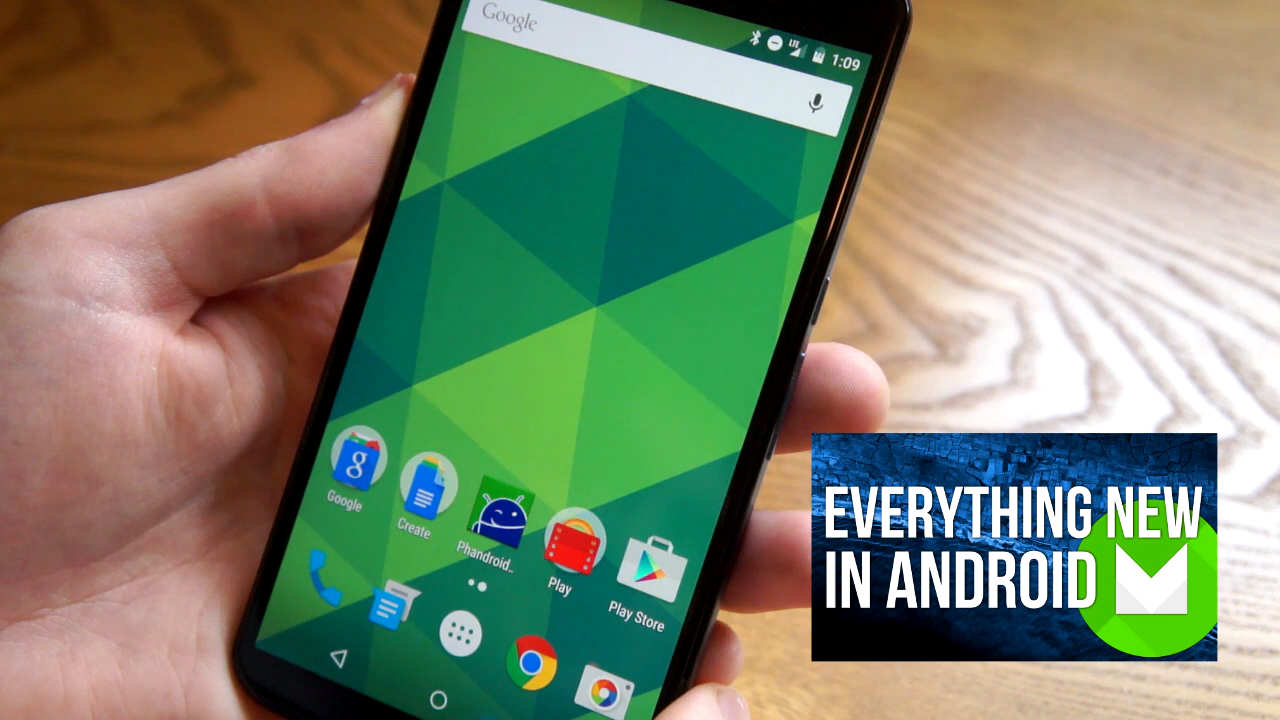 Google
LTE 1:09
Google
Create
Phandroid..
Play
Play Store
EVERYTHING NEW
IN ANDROID M